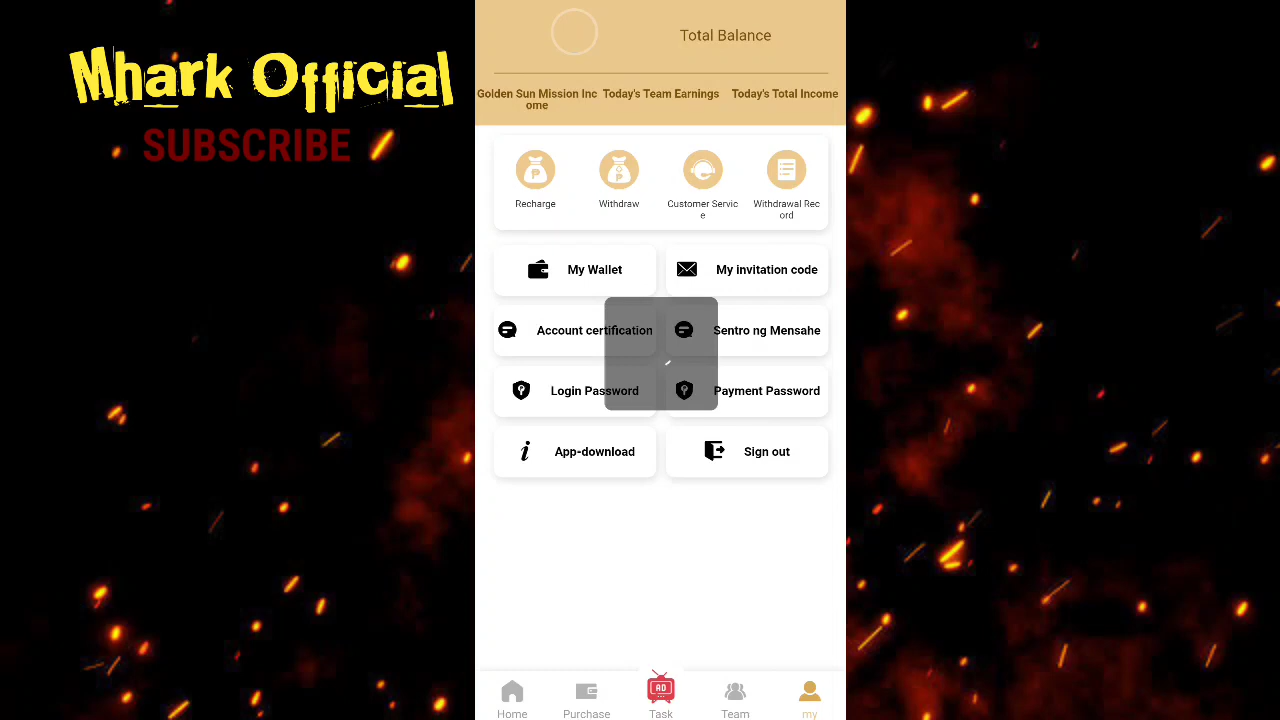 Mhark Official
SUBSCRIBE
Total Balance
Golden Sun Mission Inc
ome
Today's Team Earnings
Today's Total Income
Recharge
Withdraw
Customer Servic
e
Withdrawal Rec
ord
My Wallet
My invitation code
Account certification
Sentro ng Mensahe
Login Password
Payment Password
App-download
Sign out
AD
Home
Purchase
Task
Team
my